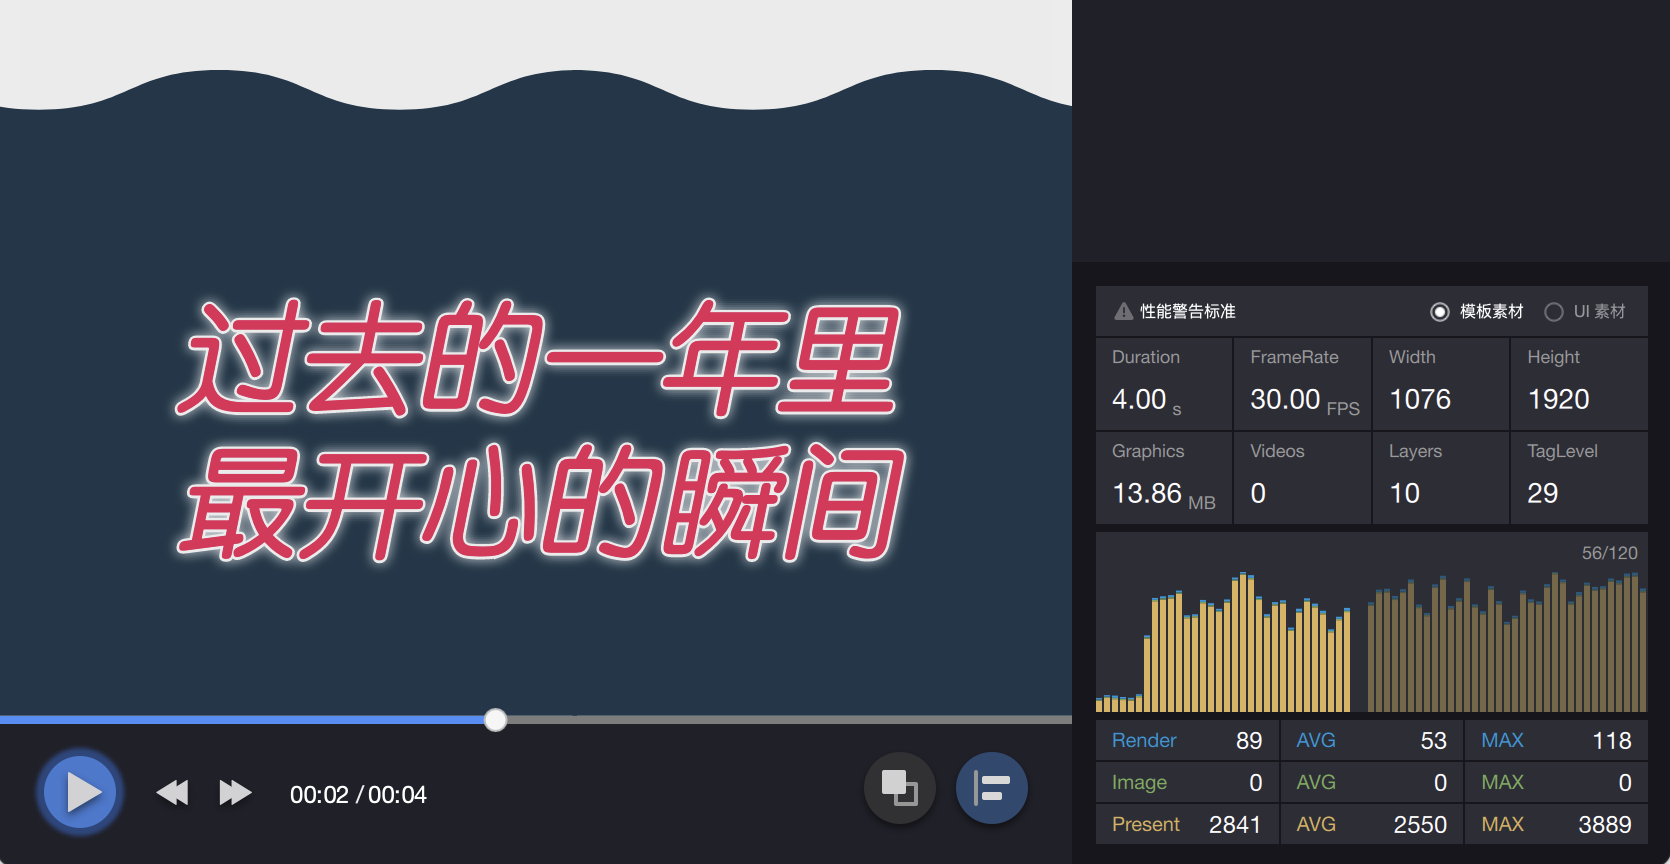 过去的一年里
最开心的瞬间
00:02 / 00:04
性能警告标准 模板素材 UI 素材
Duration FrameRate Width Height
4.00 s 30.00 FPS 1076 1920
Graphics Videos Layers TagLevel
13.86 MB 0 10 29
56/120
Render 89 AVG 53 MAX 118
Image 0 AVG 0 MAX 0
Present 2841 AVG 2550 MAX 3889